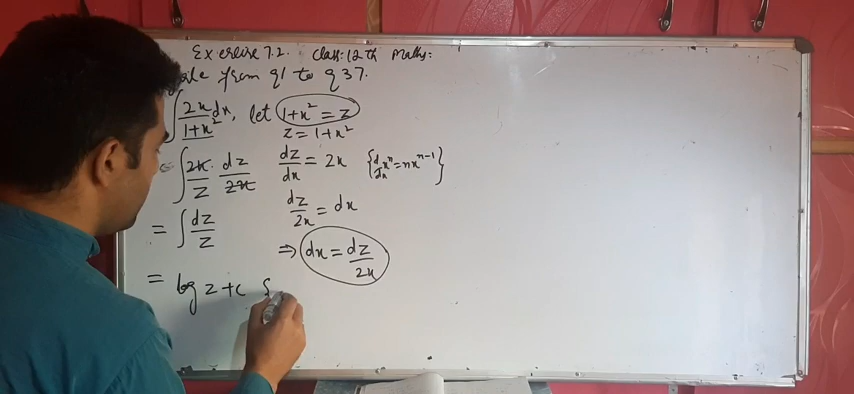 Exercise 7.2. Class: 12th Maths:
from q1 to q37.
∫ 2x/(1+x²) dx, let 1+x² = z
z = 1+x²
= ∫ 2x/z · dz/2x
dz/dx = 2x {d/dx xⁿ = nxⁿ⁻¹}
= ∫ dz/z
dz/2x = dx
⇒ dx = dz/2x
= log z + c {